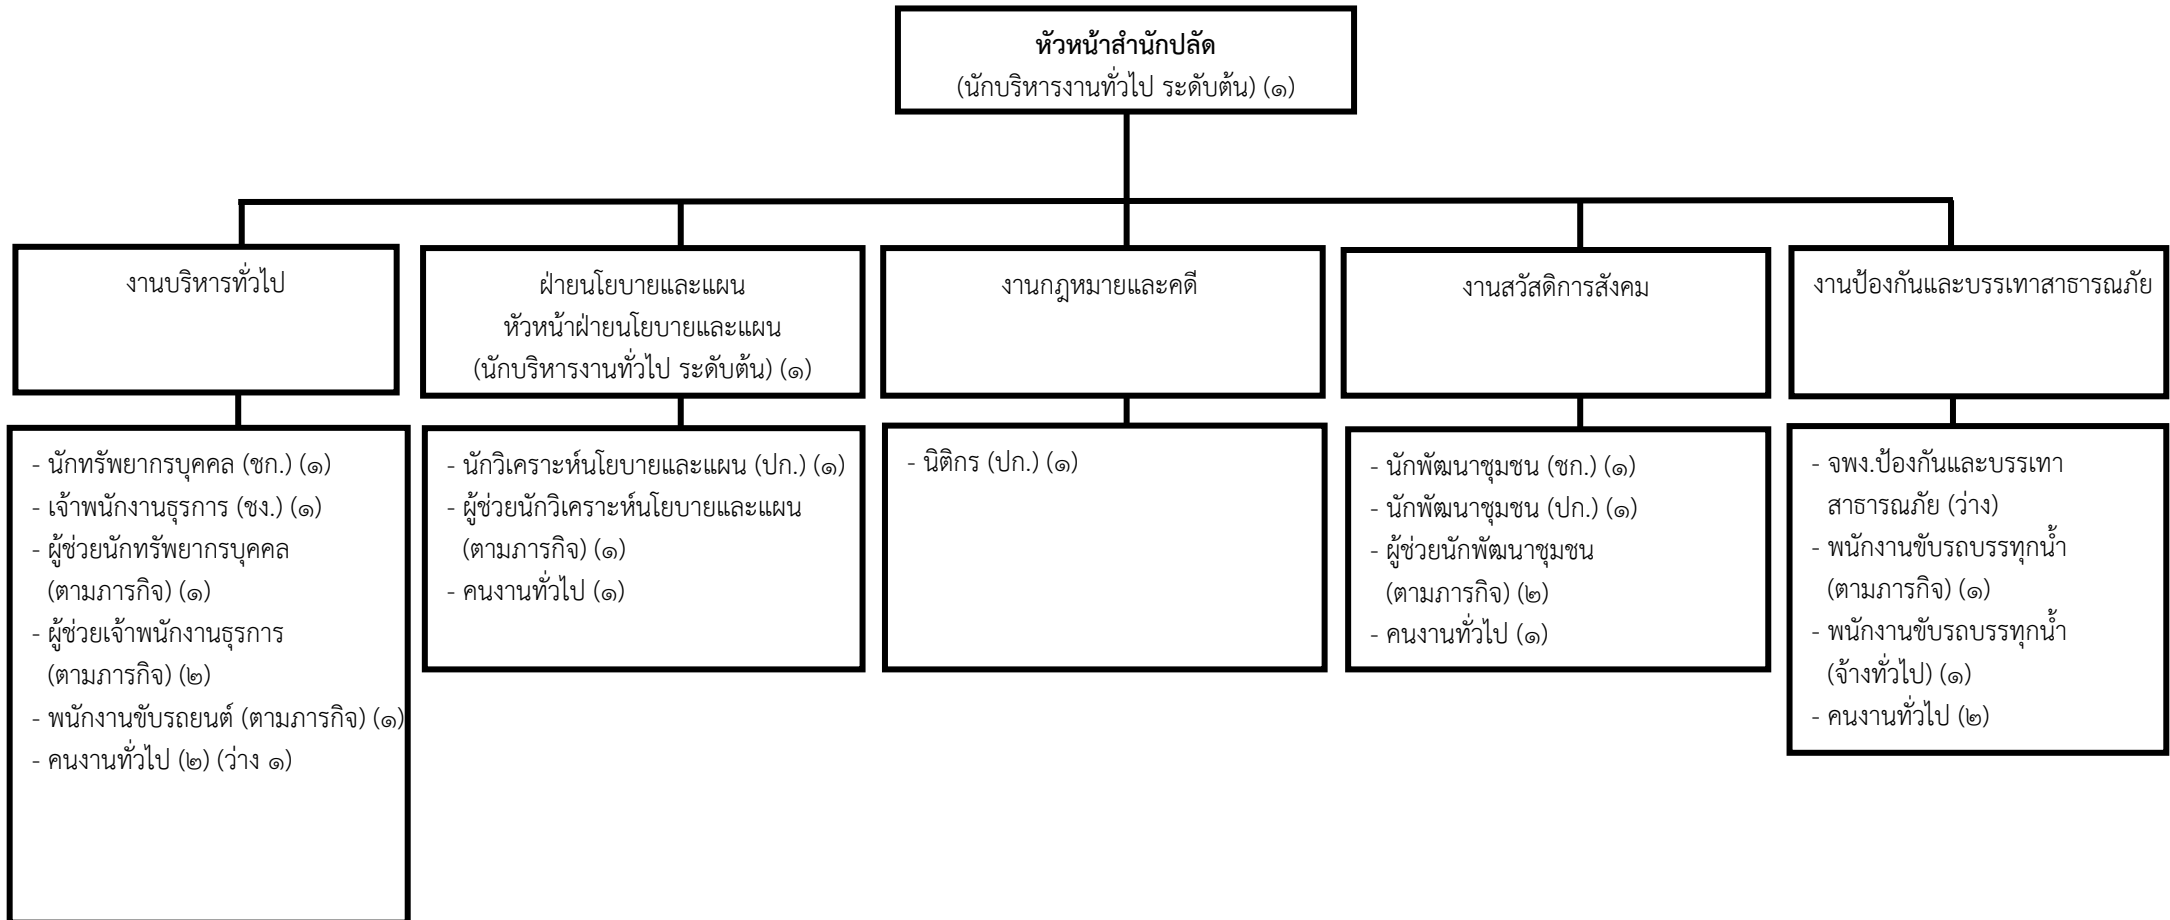 หัวหน้าสำนักปลัด
(นักบริหารงานทั่วไป ระดับต้น) (๑)
งานบริหารทั่วไป
ฝ่ายนโยบายและแผน
หัวหน้าฝ่ายนโยบายและแผน
(นักบริหารงานทั่วไป ระดับต้น) (๑)
งานกฎหมายและคดี
งานสวัสดิการสังคม
งานป้องกันและบรรเทาสาธารณภัย
- นักทรัพยากรบุคคล (ชก.) (๑)
- เจ้าพนักงานธุรการ (ชง.) (๑)
- ผู้ช่วยนักทรัพยากรบุคคล
(ตามภารกิจ) (๑)
- ผู้ช่วยเจ้าพนักงานธุรการ
(ตามภารกิจ) (๒)
- พนักงานขับรถยนต์ (ตามภารกิจ) (๑)
- คนงานทั่วไป (๒) (ว่าง ๑)
- นักวิเคราะห์นโยบายและแผน (ปก.) (๑)
- ผู้ช่วยนักวิเคราะห์นโยบายและแผน
(ตามภารกิจ) (๑)
- คนงานทั่วไป (๑)
- นิติกร (ปก.) (๑)
- นักพัฒนาชุมชน (ชก.) (๑)
- นักพัฒนาชุมชน (ปก.) (๑)
- ผู้ช่วยนักพัฒนาชุมชน
(ตามภารกิจ) (๒)
- คนงานทั่วไป (๑)
- จพง.ป้องกันและบรรเทา
สาธารณภัย (ว่าง)
- พนักงานขับรถบรรทุกน้ำ
(ตามภารกิจ) (๑)
- พนักงานขับรถบรรทุกน้ำ
(จ้างทั่วไป) (๑)
- คนงานทั่วไป (๒)